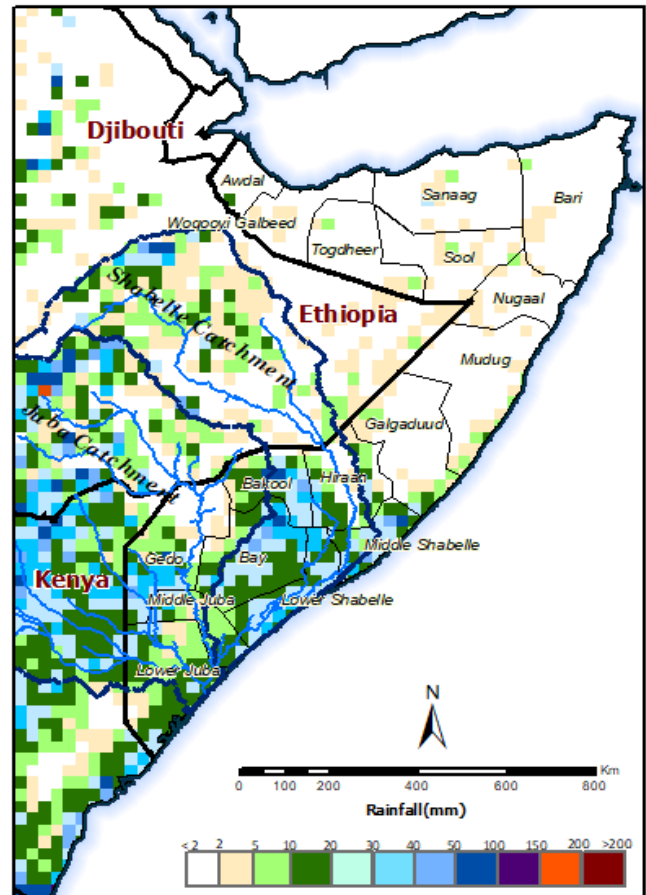 Djibouti
Awdal
Sanaag
Bari
Woqooyi Galbeed
Togdheer
Sool
Shabelle Catchment
Ethiopia
Nugaal
Mudug
Juba Catchment
Galgaduud
Bakool
Hiraan
Gedo
Bay
Middle Shabelle
Kenya
Middle Juba
Lower Shabelle
Lower Juba
N
Km
0 100 200 400 600 800
Rainfall(mm)
< 2 2 5 10 20 30 40 50 100 150 200 >200